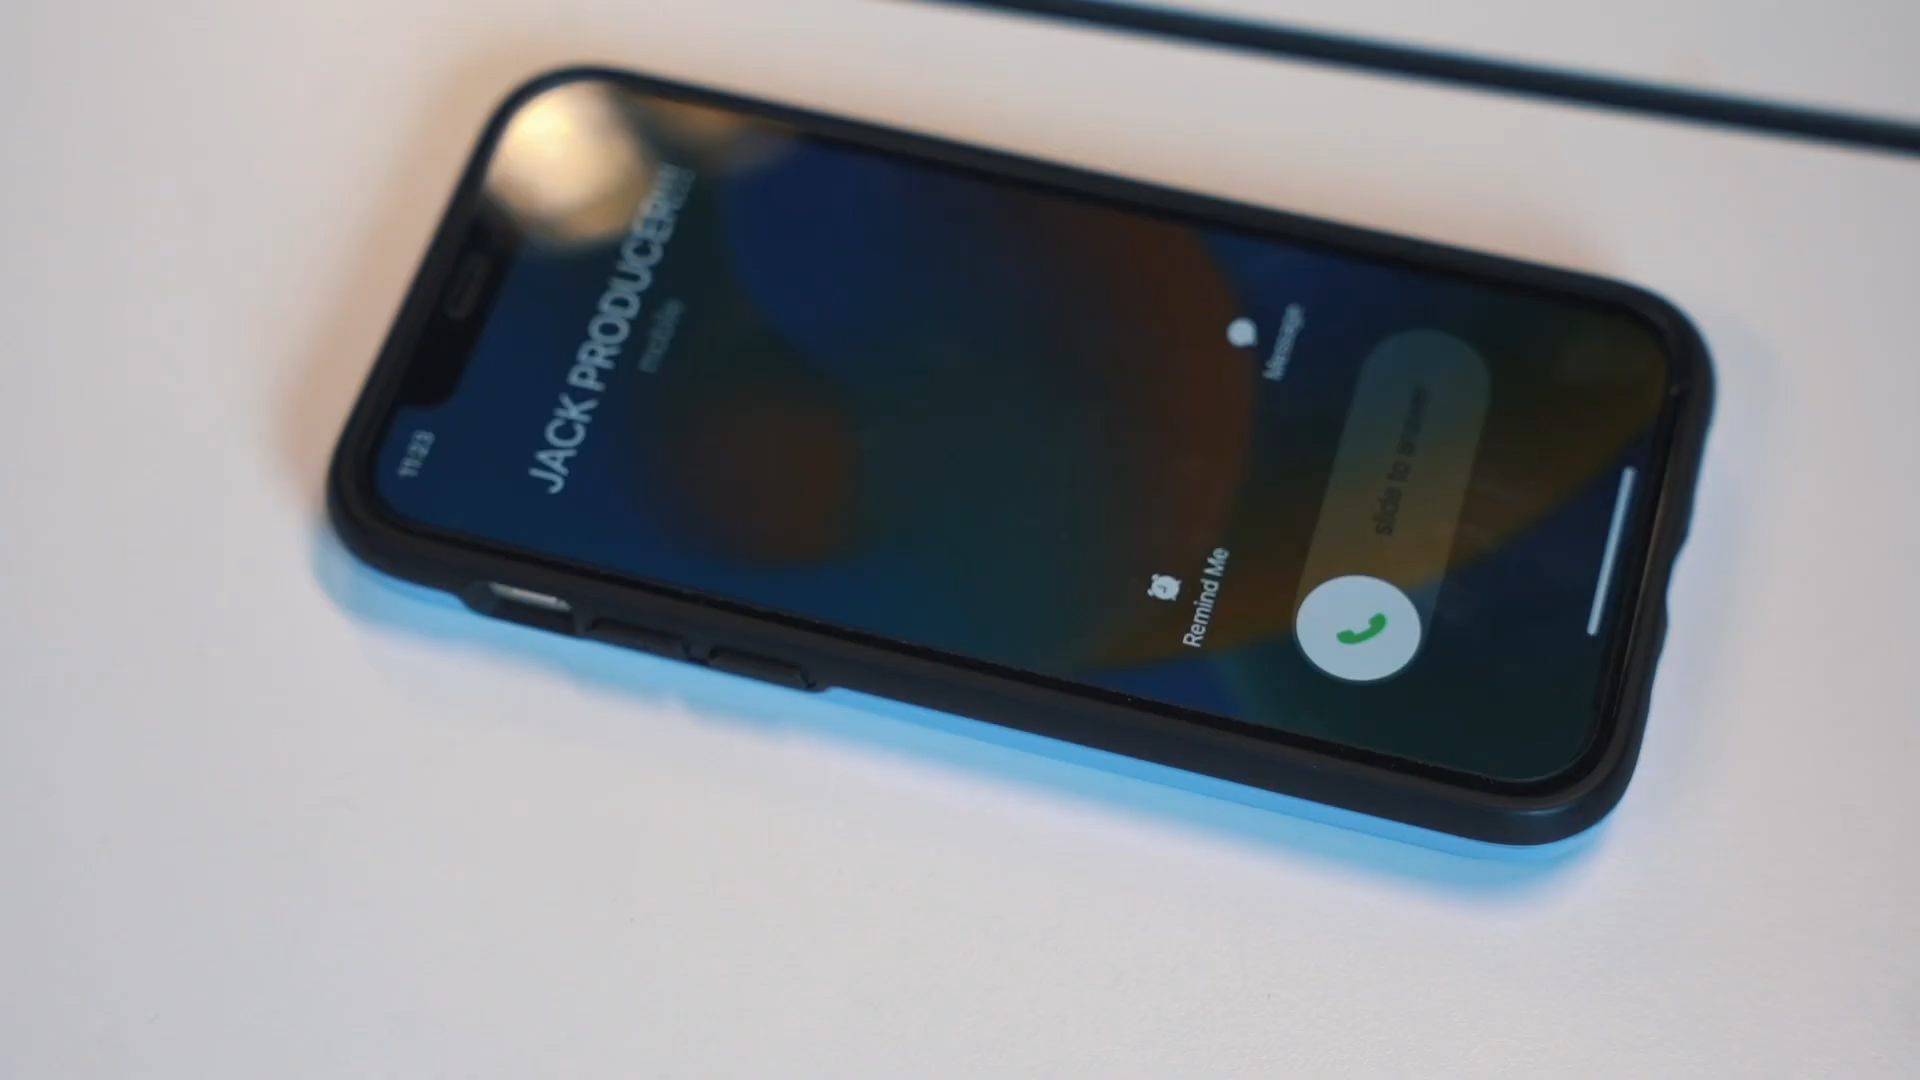 11:23
JACK PRODUCER!!!
mobile
Remind Me
Message
slide to answer